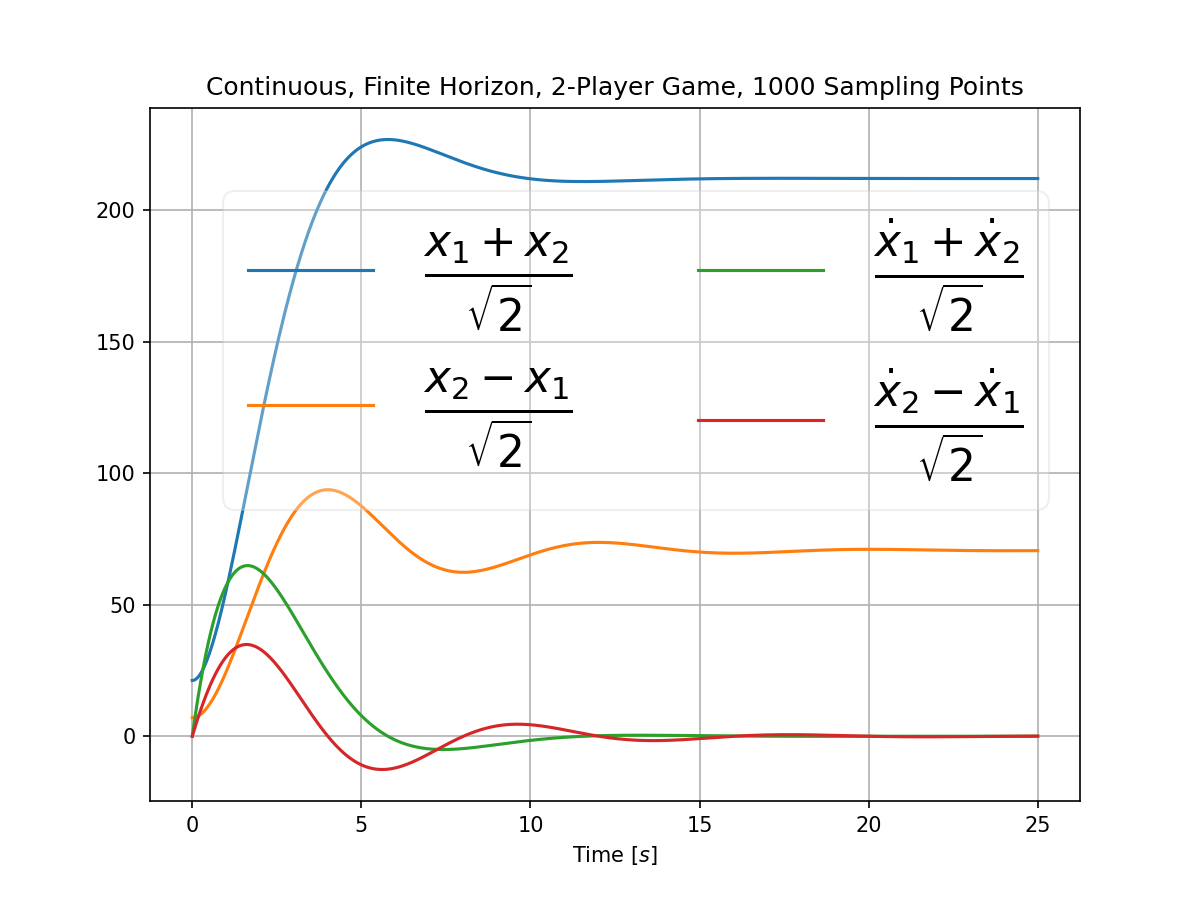 Continuous, Finite Horizon, 2-Player Game, 1000 Sampling Points
200
150
100
50
0
x₁ + x₂
√2
x₂ − x₁
√2
ẋ₁ + ẋ₂
√2
ẋ₂ − ẋ₁
√2
0 5 10 15 20 25
Time [s]